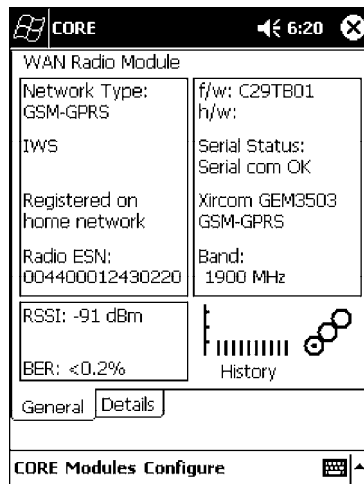 CORE 6:20
WAN Radio Module
Network Type:
GSM-GPRS
IWS
Registered on
home network
Radio ESN:
004400012430220
f/w: C29TB01
h/w:
Serial Status:
Serial com OK
Xircom GEM3503
GSM-GPRS
Band:
1900 MHz
RSSI: -91 dBm
BER: <0.2%
History
General Details
CORE Modules Configure